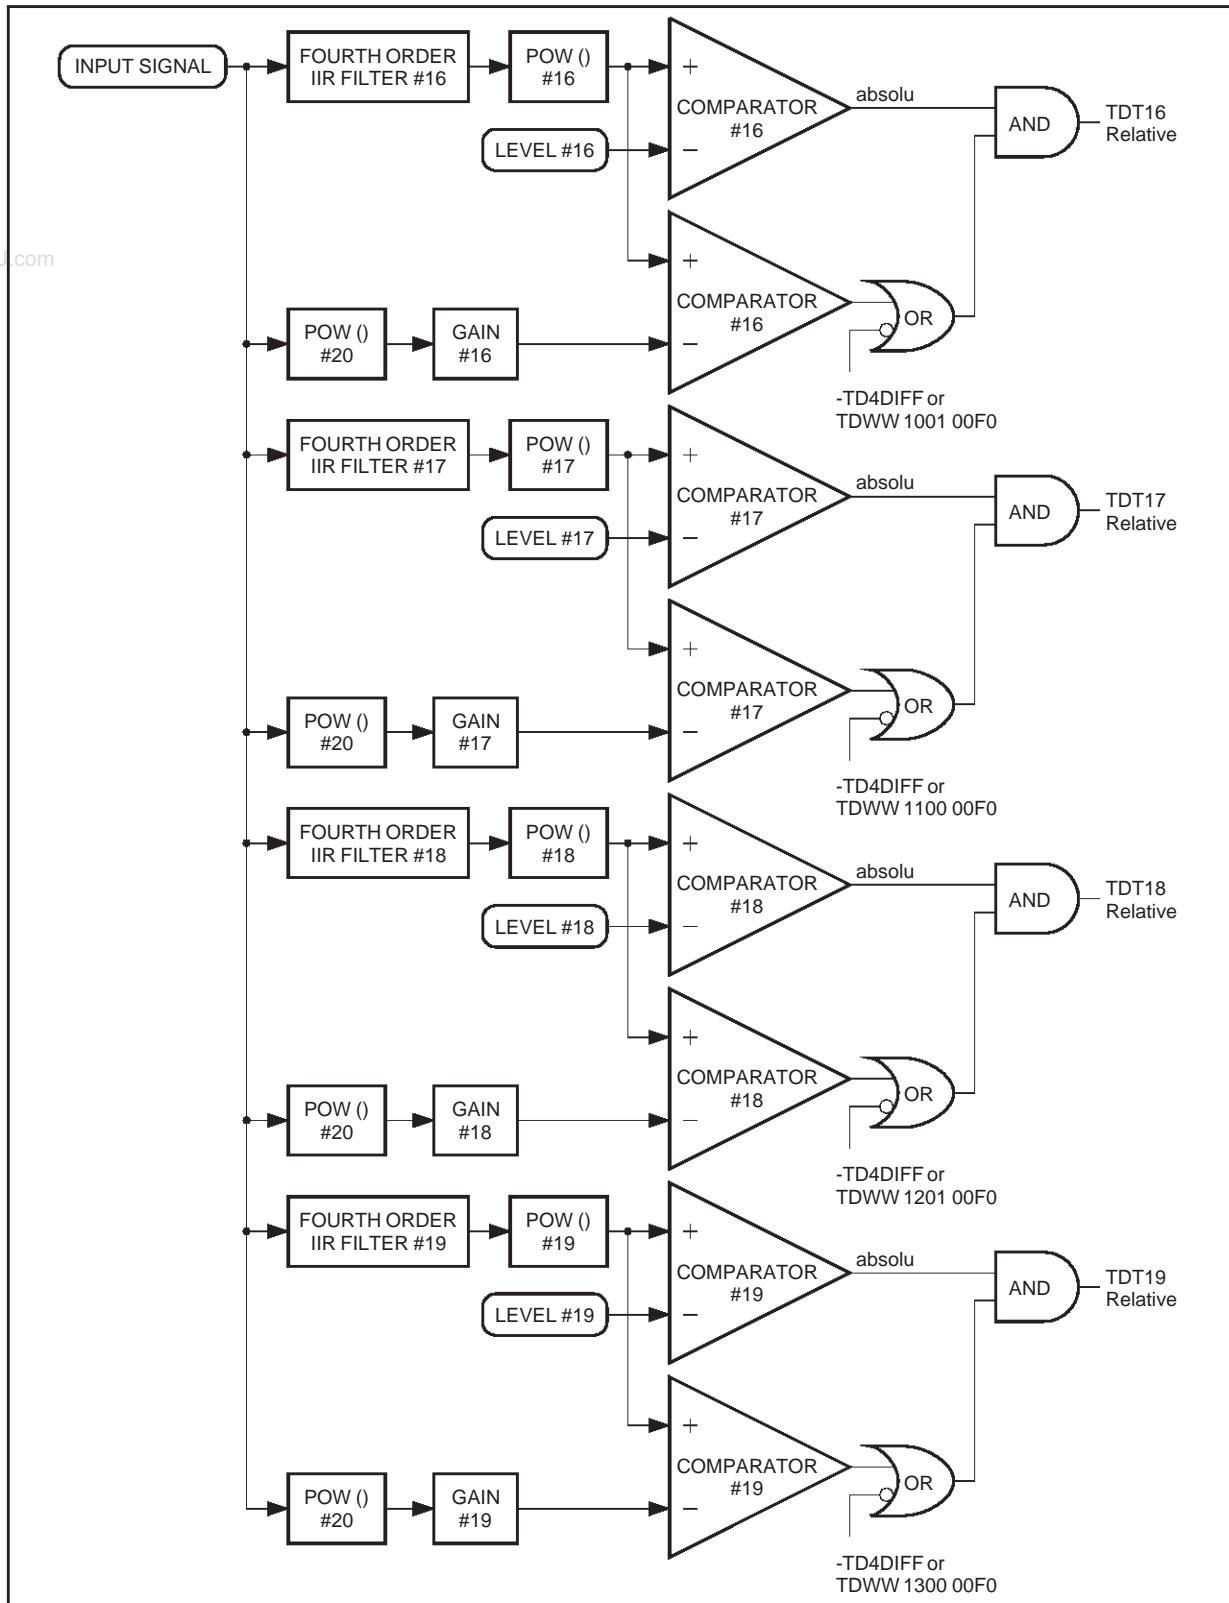 INPUT SIGNAL
FOURTH ORDER
IIR FILTER #16
POW ()
#16
+
COMPARATOR
#16
absolu
AND
TDT16
Relative
LEVEL #16
−
J.com
+
COMPARATOR
#16
OR
POW ()
#20
GAIN
#16
−
-TD4DIFF or
TDWW 1001 00F0
FOURTH ORDER
IIR FILTER #17
POW ()
#17
+
COMPARATOR
#17
absolu
AND
TDT17
Relative
LEVEL #17
−
+
COMPARATOR
#17
OR
POW ()
#20
GAIN
#17
−
-TD4DIFF or
TDWW 1100 00F0
FOURTH ORDER
IIR FILTER #18
POW ()
#18
+
COMPARATOR
#18
absolu
AND
TDT18
Relative
LEVEL #18
−
+
COMPARATOR
#18
OR
POW ()
#20
GAIN
#18
−
-TD4DIFF or
TDWW 1201 00F0
FOURTH ORDER
IIR FILTER #19
POW ()
#19
+
COMPARATOR
#19
absolu
AND
TDT19
Relative
LEVEL #19
−
+
COMPARATOR
#19
OR
POW ()
#20
GAIN
#19
−
-TD4DIFF or
TDWW 1300 00F0